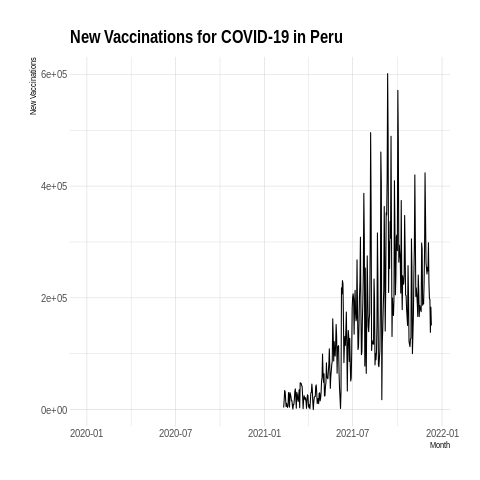 New Vaccinations for COVID-19 in Peru
New Vaccinations
6e+05
4e+05
2e+05
0e+00
2020-01
2020-07
2021-01
2021-07
2022-01
Month